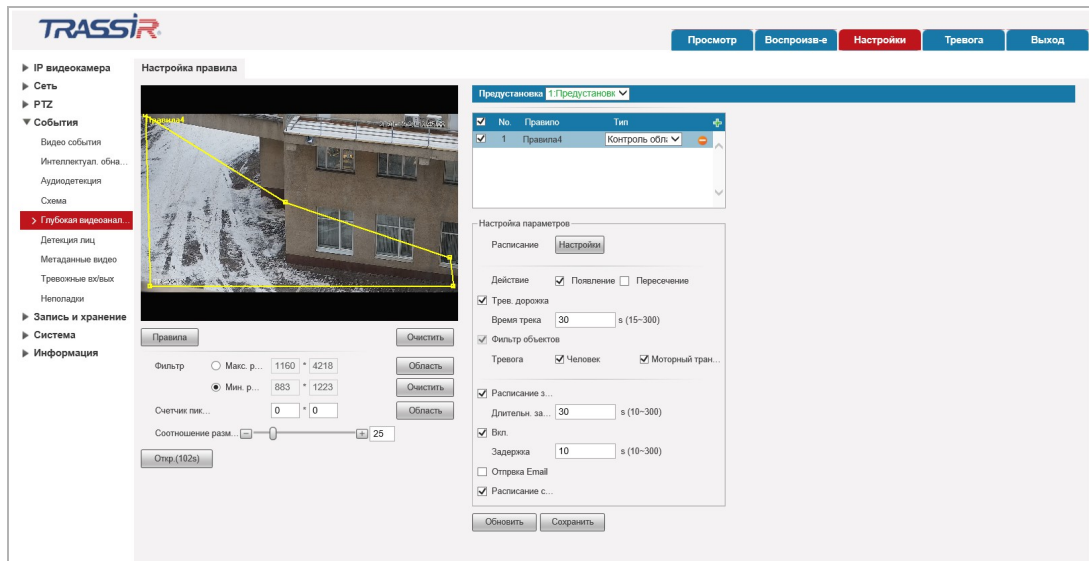 TRASSIR
Просмотр Воспроизв-е Настройки Тревога Выход
IP видеокамера
Сеть
PTZ
События
Видео события
Интеллектуал. обна...
Аудиодетекция
Схема
Глубокая видеоанал...
Детекция лиц
Метаданные видео
Тревожные вх/вых
Неполадки
Запись и хранение
Система
Информация
Настройка правила
Правила4
Правила Очистить
Фильтр Макс. р... 1160 * 4218 Область
Мин. р... 883 * 1223 Очистить
Счетчик пик... 0 * 0 Область
Соотношение разм... 25
Откр.(102s)
Предустановка 1:Предустановк
No. Правило Тип
1 Правила4 Контроль обл
Настройка параметров
Расписание Настройки
Действие Появление Пересечение
Трев. дорожка
Время трека 30 s (15~300)
Фильтр объектов
Тревога Человек Моторный тран...
Расписание з...
Длительн. за... 30 s (10~300)
Вкл.
Задержка 10 s (10~300)
Отпрвка Email
Расписание с...
Обновить Сохранить